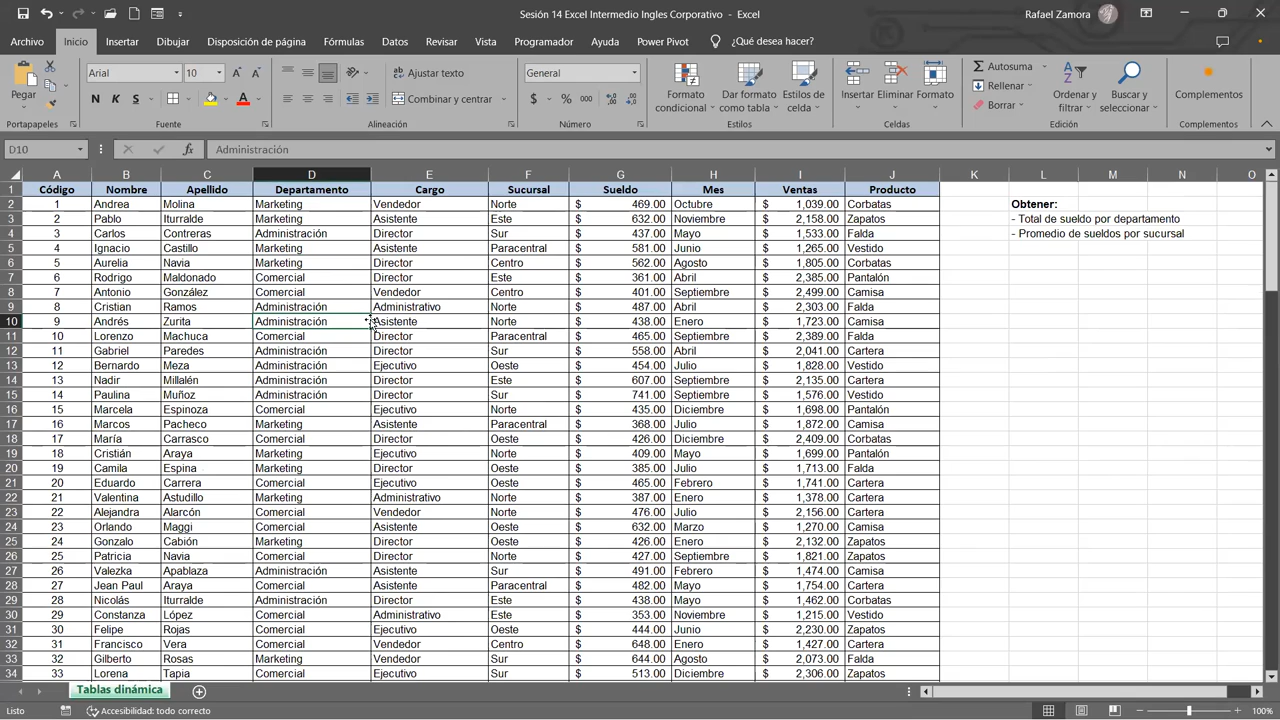 Sesión 14 Excel Intermedio Ingles Corporativo - Excel
Rafael Zamora
Archivo Inicio Insertar Dibujar Disposición de página Fórmulas Datos Revisar Vista Programador Ayuda Power Pivot ¿Qué desea hacer?
Pegar
Arial 10 A A
N K S A
Ajustar texto
Combinar y centrar
General
$ % 000
Formato condicional
Dar formato como tabla
Estilos de celda
Insertar Eliminar Formato
Autosuma
Rellenar
Borrar
Ordenar y filtrar
Buscar y seleccionar
Complementos
Portapapeles Fuente Alineación Número Estilos Celdas Edición Complementos
D10 fx Administración
A B C D E F G H I J K L M N O
1 Código Nombre Apellido Departamento Cargo Sucursal Sueldo Mes Ventas Producto
2 1 Andrea Molina Marketing Vendedor Norte $ 469.00 Octubre $ 1,039.00 Corbatas Obtener:
3 2 Pablo Iturralde Marketing Asistente Este $ 632.00 Noviembre $ 2,158.00 Zapatos - Total de sueldo por departamento
4 3 Carlos Contreras Administración Director Sur $ 437.00 Mayo $ 1,533.00 Falda - Promedio de sueldos por sucursal
5 4 Ignacio Castillo Marketing Asistente Paracentral $ 581.00 Junio $ 1,265.00 Vestido
6 5 Aurelia Navia Marketing Director Centro $ 562.00 Agosto $ 1,805.00 Corbatas
7 6 Rodrigo Maldonado Comercial Director Este $ 361.00 Abril $ 2,385.00 Pantalón
8 7 Antonio González Comercial Vendedor Centro $ 401.00 Septiembre $ 2,499.00 Camisa
9 8 Cristian Ramos Administración Administrativo Norte $ 487.00 Abril $ 2,303.00 Falda
10 9 Andrés Zurita Administración Asistente Norte $ 438.00 Enero $ 1,723.00 Camisa
11 10 Lorenzo Machuca Comercial Director Paracentral $ 465.00 Septiembre $ 2,389.00 Falda
12 11 Gabriel Paredes Administración Director Sur $ 558.00 Abril $ 2,041.00 Cartera
13 12 Bernardo Meza Administración Ejecutivo Oeste $ 454.00 Julio $ 1,828.00 Vestido
14 13 Nadir Millalén Administración Director Este $ 607.00 Septiembre $ 2,135.00 Cartera
15 14 Paulina Muñoz Administración Director Sur $ 741.00 Septiembre $ 1,576.00 Vestido
16 15 Marcela Espinoza Comercial Ejecutivo Norte $ 435.00 Diciembre $ 1,698.00 Pantalón
17 16 Marcos Pacheco Marketing Asistente Paracentral $ 368.00 Julio $ 1,872.00 Camisa
18 17 María Carrasco Comercial Director Oeste $ 426.00 Diciembre $ 2,409.00 Corbatas
19 18 Cristián Araya Marketing Ejecutivo Norte $ 409.00 Mayo $ 1,699.00 Pantalón
20 19 Camila Espina Marketing Director Oeste $ 385.00 Julio $ 1,713.00 Falda
21 20 Eduardo Carrera Comercial Ejecutivo Oeste $ 465.00 Febrero $ 1,741.00 Cartera
22 21 Valentina Astudillo Marketing Administrativo Norte $ 387.00 Enero $ 1,378.00 Cartera
23 22 Alejandra Alarcón Comercial Vendedor Oeste $ 476.00 Julio $ 2,156.00 Cartera
24 23 Orlando Maggi Comercial Asistente Oeste $ 632.00 Marzo $ 1,270.00 Camisa
25 24 Gonzalo Cabión Marketing Director Oeste $ 426.00 Enero $ 2,132.00 Zapatos
26 25 Patricia Navia Comercial Director Norte $ 427.00 Septiembre $ 1,821.00 Zapatos
27 26 Valezka Apablaza Administración Asistente Sur $ 491.00 Febrero $ 1,474.00 Camisa
28 27 Jean Paul Araya Comercial Asistente Paracentral $ 482.00 Mayo $ 1,754.00 Cartera
29 28 Nicolás Iturralde Administración Director Este $ 438.00 Mayo $ 1,462.00 Corbatas
30 29 Constanza López Comercial Administrativo Este $ 353.00 Noviembre $ 1,215.00 Vestido
31 30 Felipe Rojas Comercial Ejecutivo Oeste $ 444.00 Junio $ 2,230.00 Zapatos
32 31 Francisco Vera Comercial Vendedor Centro $ 648.00 Enero $ 1,427.00 Cartera
33 32 Gilberto Rosas Marketing Vendedor Sur $ 644.00 Agosto $ 2,073.00 Falda
34 33 Lorena Tapia Comercial Ejecutivo Sur $ 513.00 Diciembre $ 2,306.00 Cartera
Tablas dinámica
Listo Accesibilidad: todo correcto 100%